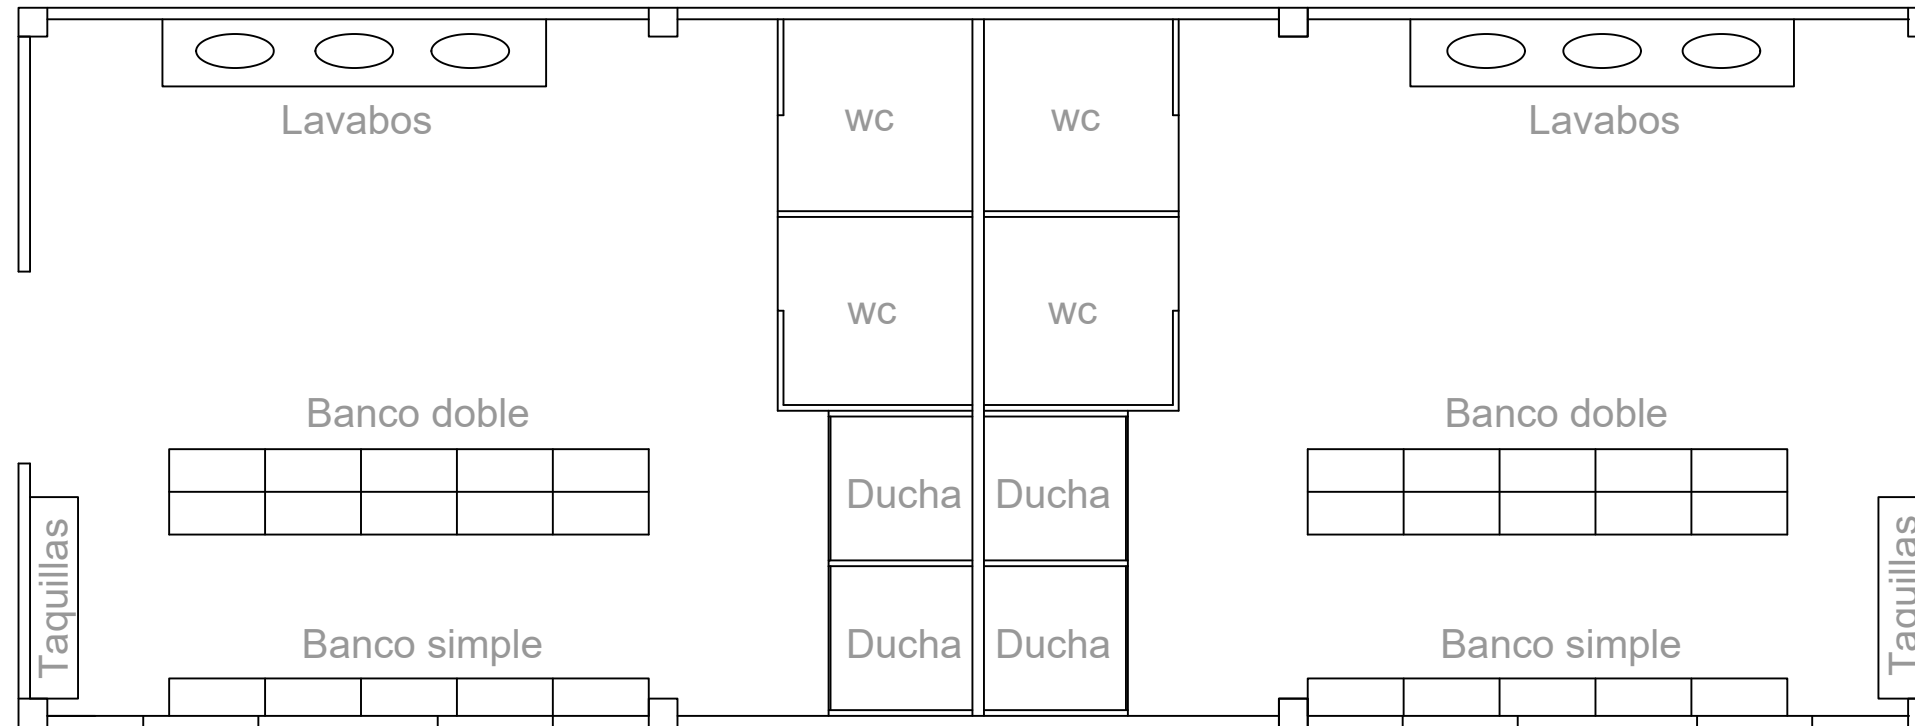 Lavabos
wc
wc
Lavabos
wc
wc
Banco doble
Banco doble
Ducha
Ducha
Taquillas
Taquillas
Banco simple
Ducha
Ducha
Banco simple